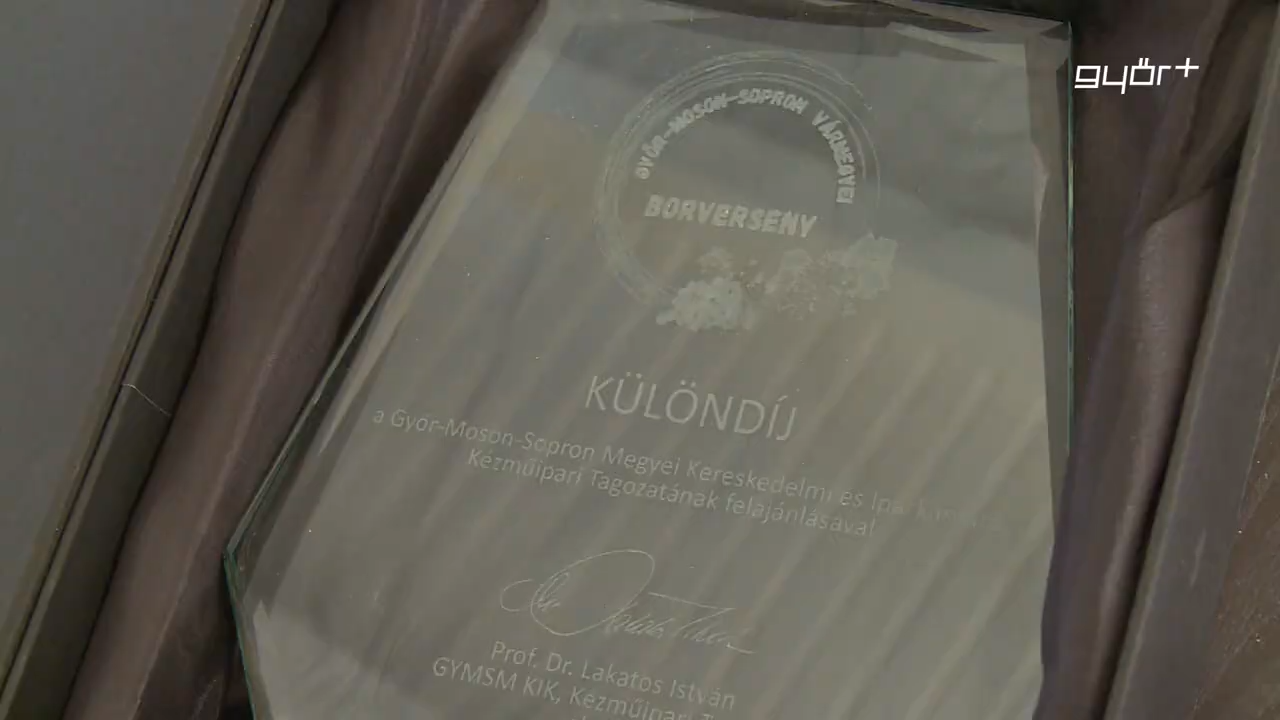 győr+
GYŐR-MOSON-SOPRON VÁRMEGYEI
BORVERSENY
KÜLÖNDÍJ
a Győr-Moson-Sopron Megyei Kereskedelmi és
Kézműipari Tagozatának felajánlásával
Prof. Dr. Lakatos István
GYMSM KIK, Kézműipari